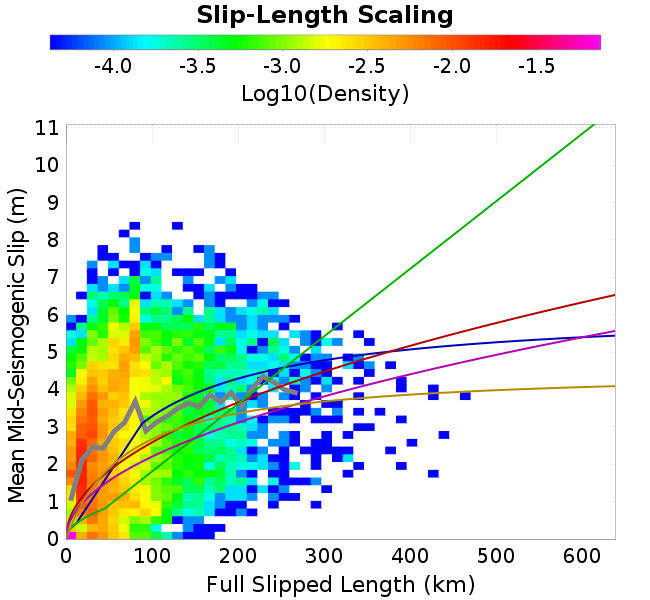 Slip-Length Scaling
-4.0 -3.5 -3.0 -2.5 -2.0 -1.5
Log10(Density)
Mean Mid-Seismogenic Slip (m)
11
10
9
8
7
6
5
4
3
2
1
0
0 100 200 300 400 500 600
Full Slipped Length (km)